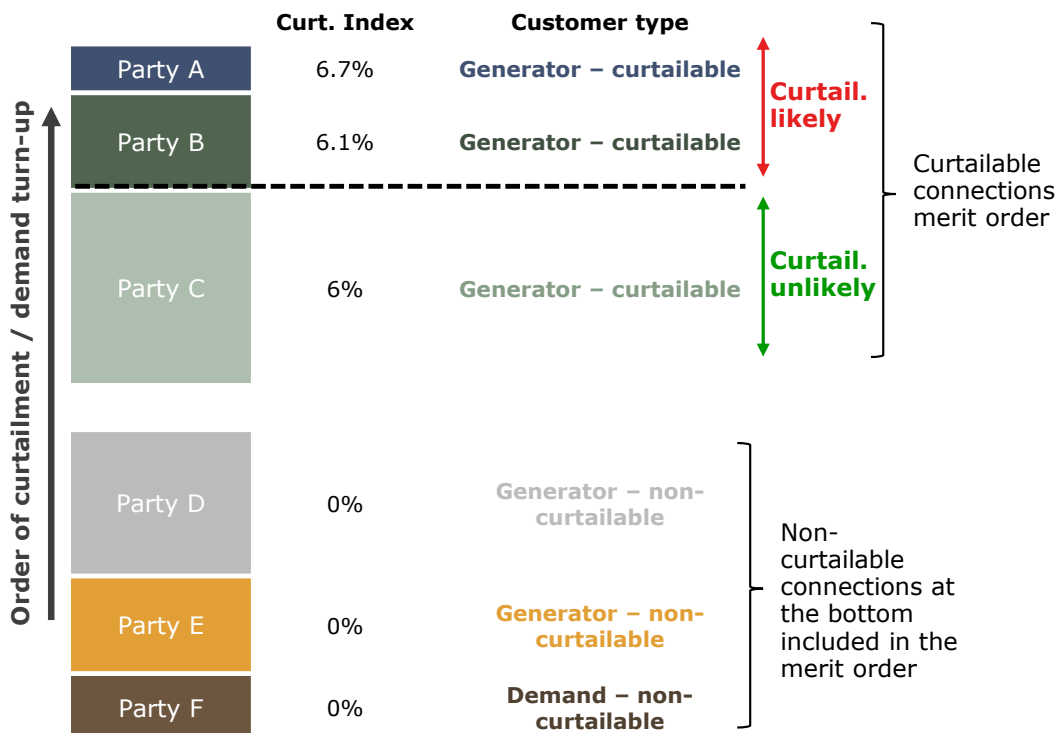 Curt. Index
Customer type
Party A
6.7%
Generator – curtailable
Party B
6.1%
Generator – curtailable
Curtail.
likely
Party C
6%
Generator – curtailable
Curtail.
unlikely
Curtailable
connections
merit order
Order of curtailment / demand turn-up
Party D
0%
Generator – non-
curtailable
Party E
0%
Generator – non-
curtailable
Party F
0%
Demand – non-
curtailable
Non-
curtailable
connections at
the bottom
included in the
merit order